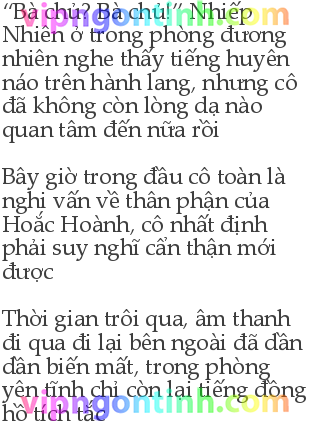 “Bà chủ? Bà chủ!” Nhiếp
Nhiên ở trong phòng đương
nhiên nghe thấy tiếng huyên
náo trên hành lang, nhưng cô
đã không còn lòng dạ nào
quan tâm đến nữa rồi
Bây giờ trong đầu cô toàn là
nghi vấn về thân phận của
Hoắc Hoành, cô nhất định
phải suy nghĩ cẩn thận mới
được
Thời gian trôi qua, âm thanh
đi qua đi lại bên ngoài đã dần
dần biến mất, trong phòng
yên tĩnh chỉ còn lại tiếng đồng
hồ tích tắc
vipngontinh.com
vipngontinh.com
vipngontinh.com